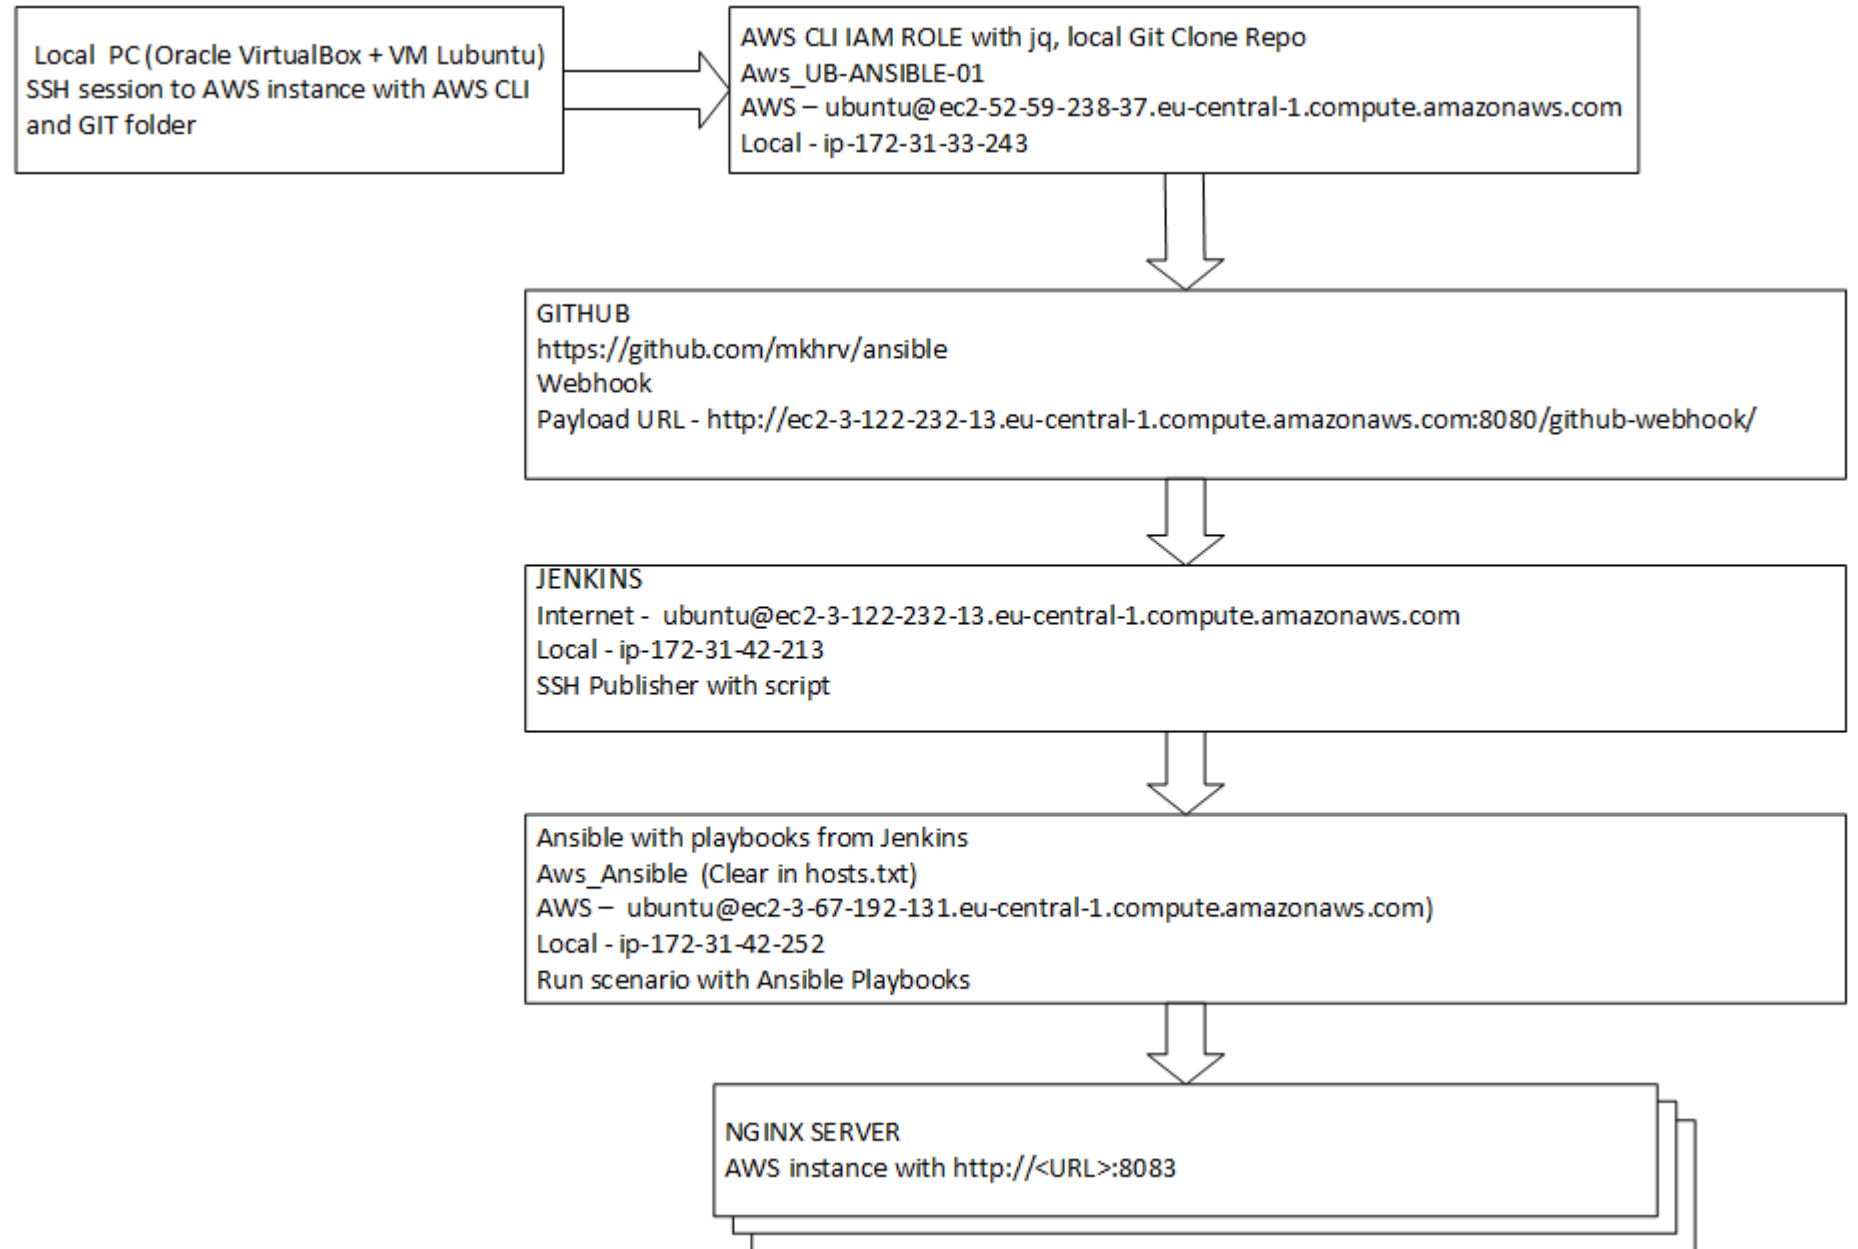 Local PC (Oracle VirtualBox + VM Lubuntu)
SSH session to AWS instance with AWS CLI
and GIT folder
AWS CLI IAM ROLE with jq, local Git Clone Repo
Aws_UB-ANSIBLE-01
AWS – ubuntu@ec2-52-59-238-37.eu-central-1.compute.amazonaws.com
Local - ip-172-31-33-243
GITHUB
https://github.com/mkhrv/ansible
Webhook
Payload URL - http://ec2-3-122-232-13.eu-central-1.compute.amazonaws.com:8080/github-webhook/
JENKINS
Internet - ubuntu@ec2-3-122-232-13.eu-central-1.compute.amazonaws.com
Local - ip-172-31-42-213
SSH Publisher with script
Ansible with playbooks from Jenkins
Aws_Ansible (Clear in hosts.txt)
AWS – ubuntu@ec2-3-67-192-131.eu-central-1.compute.amazonaws.com)
Local - ip-172-31-42-252
Run scenario with Ansible Playbooks
NGINX SERVER
AWS instance with http://<URL>:8083